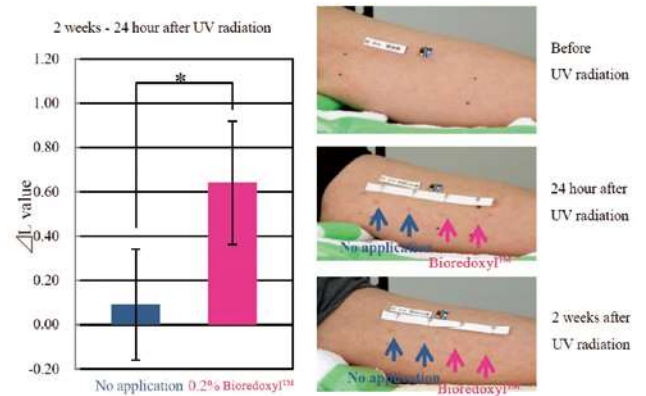 2 weeks - 24 hour after UV radiation
1.20
1.00
0.80
0.60
0.40
0.20
0.00
-0.20
⊿L value
*
No application 0.2% Bioredoxyl™
Before
UV radiation
24 hour after
UV radiation
No application
Bioredoxyl™
2 weeks after
UV radiation
No application
Bioredoxyl™